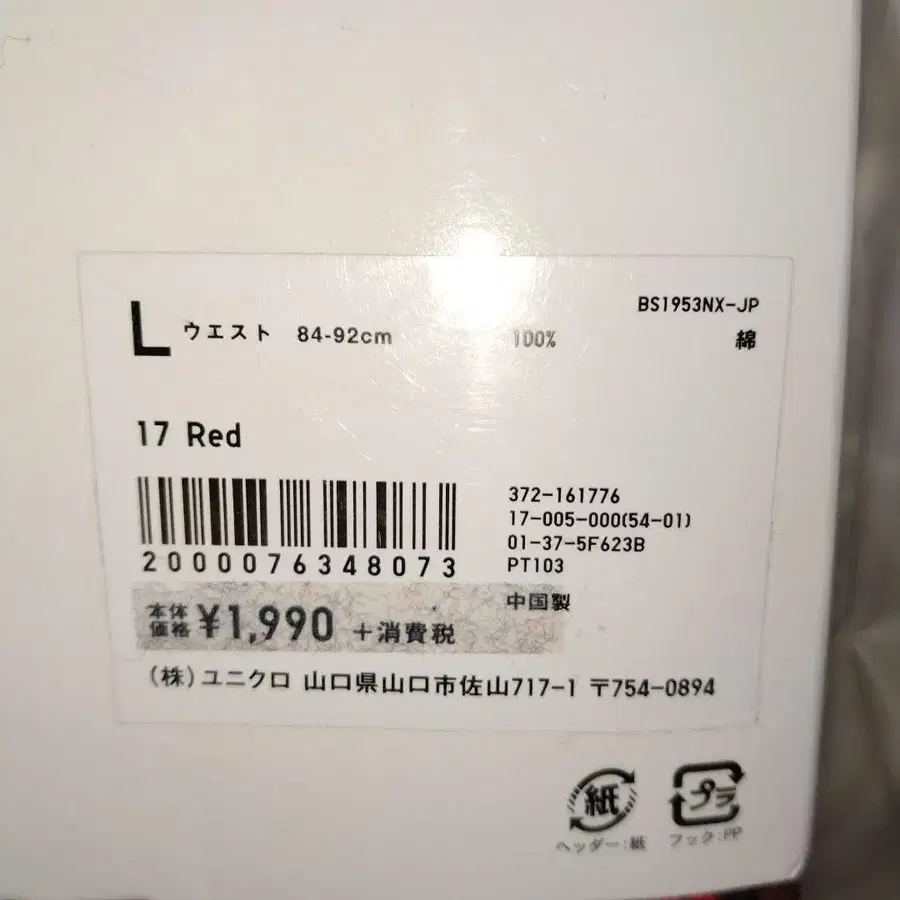 BS1953NX-JP
L ウエスト 84-92cm 100% 綿
17 Red
372-161776
17-005-000(54-01)
01-37-5F623B
PT103
2000076348073
中国製
本体価格 ¥1,990 +消費税
(株)ユニクロ 山口県山口市佐山717-1 〒754-0894
紙 プラ
ヘッダー:紙 フック:PP